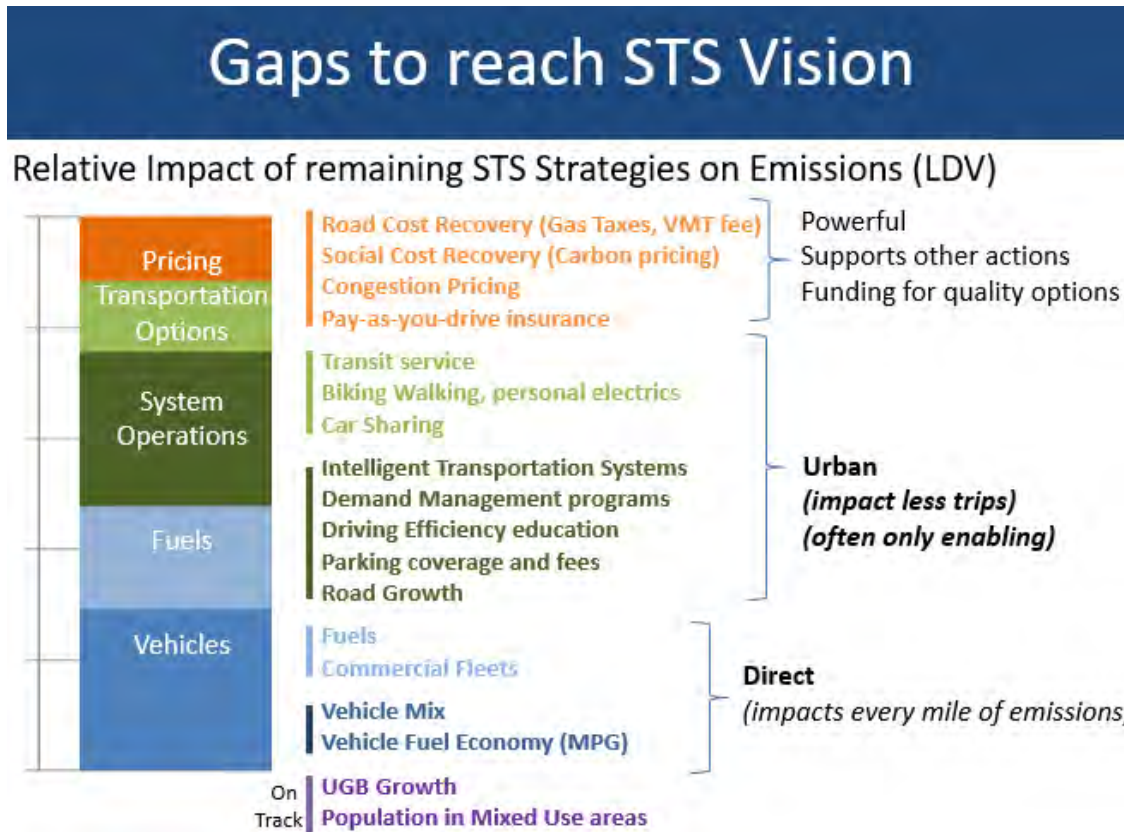 Gaps to reach STS Vision
Relative Impact of remaining STS Strategies on Emissions (LDV)
Pricing
Transportation
Options
System
Operations
Fuels
Vehicles
Road Cost Recovery (Gas Taxes, VMT fee)
Social Cost Recovery (Carbon pricing)
Congestion Pricing
Pay-as-you-drive insurance
Transit service
Biking Walking, personal electrics
Car Sharing
Intelligent Transportation Systems
Demand Management programs
Driving Efficiency education
Parking coverage and fees
Road Growth
Fuels
Commercial Fleets
Vehicle Mix
Vehicle Fuel Economy (MPG)
On
Track
UGB Growth
Population in Mixed Use areas
Powerful
Supports other actions
Funding for quality options
Urban
(impact less trips)
(often only enabling)
Direct
(impacts every mile of emissions